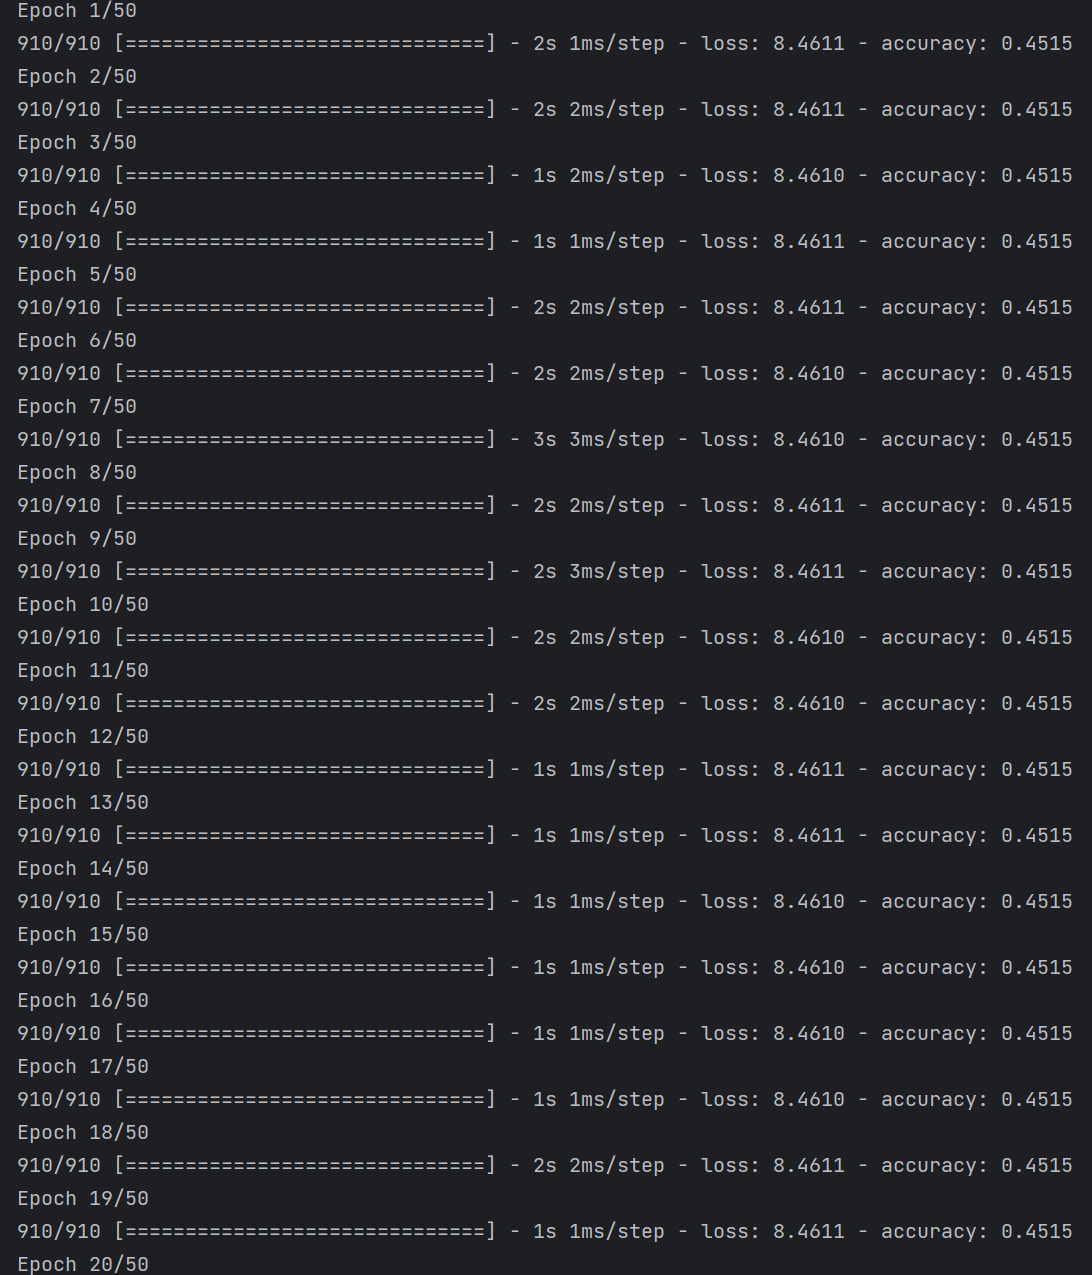 Epoch 1/50
910/910 [==============================] - 2s 1ms/step - loss: 8.4611 - accuracy: 0.4515
Epoch 2/50
910/910 [==============================] - 2s 2ms/step - loss: 8.4611 - accuracy: 0.4515
Epoch 3/50
910/910 [==============================] - 1s 2ms/step - loss: 8.4610 - accuracy: 0.4515
Epoch 4/50
910/910 [==============================] - 1s 1ms/step - loss: 8.4611 - accuracy: 0.4515
Epoch 5/50
910/910 [==============================] - 2s 2ms/step - loss: 8.4611 - accuracy: 0.4515
Epoch 6/50
910/910 [==============================] - 2s 2ms/step - loss: 8.4610 - accuracy: 0.4515
Epoch 7/50
910/910 [==============================] - 3s 3ms/step - loss: 8.4610 - accuracy: 0.4515
Epoch 8/50
910/910 [==============================] - 2s 2ms/step - loss: 8.4611 - accuracy: 0.4515
Epoch 9/50
910/910 [==============================] - 2s 3ms/step - loss: 8.4611 - accuracy: 0.4515
Epoch 10/50
910/910 [==============================] - 2s 2ms/step - loss: 8.4610 - accuracy: 0.4515
Epoch 11/50
910/910 [==============================] - 2s 2ms/step - loss: 8.4610 - accuracy: 0.4515
Epoch 12/50
910/910 [==============================] - 1s 1ms/step - loss: 8.4611 - accuracy: 0.4515
Epoch 13/50
910/910 [==============================] - 1s 1ms/step - loss: 8.4611 - accuracy: 0.4515
Epoch 14/50
910/910 [==============================] - 1s 1ms/step - loss: 8.4610 - accuracy: 0.4515
Epoch 15/50
910/910 [==============================] - 1s 1ms/step - loss: 8.4610 - accuracy: 0.4515
Epoch 16/50
910/910 [==============================] - 1s 1ms/step - loss: 8.4610 - accuracy: 0.4515
Epoch 17/50
910/910 [==============================] - 1s 1ms/step - loss: 8.4610 - accuracy: 0.4515
Epoch 18/50
910/910 [==============================] - 2s 2ms/step - loss: 8.4611 - accuracy: 0.4515
Epoch 19/50
910/910 [==============================] - 1s 1ms/step - loss: 8.4611 - accuracy: 0.4515
Epoch 20/50